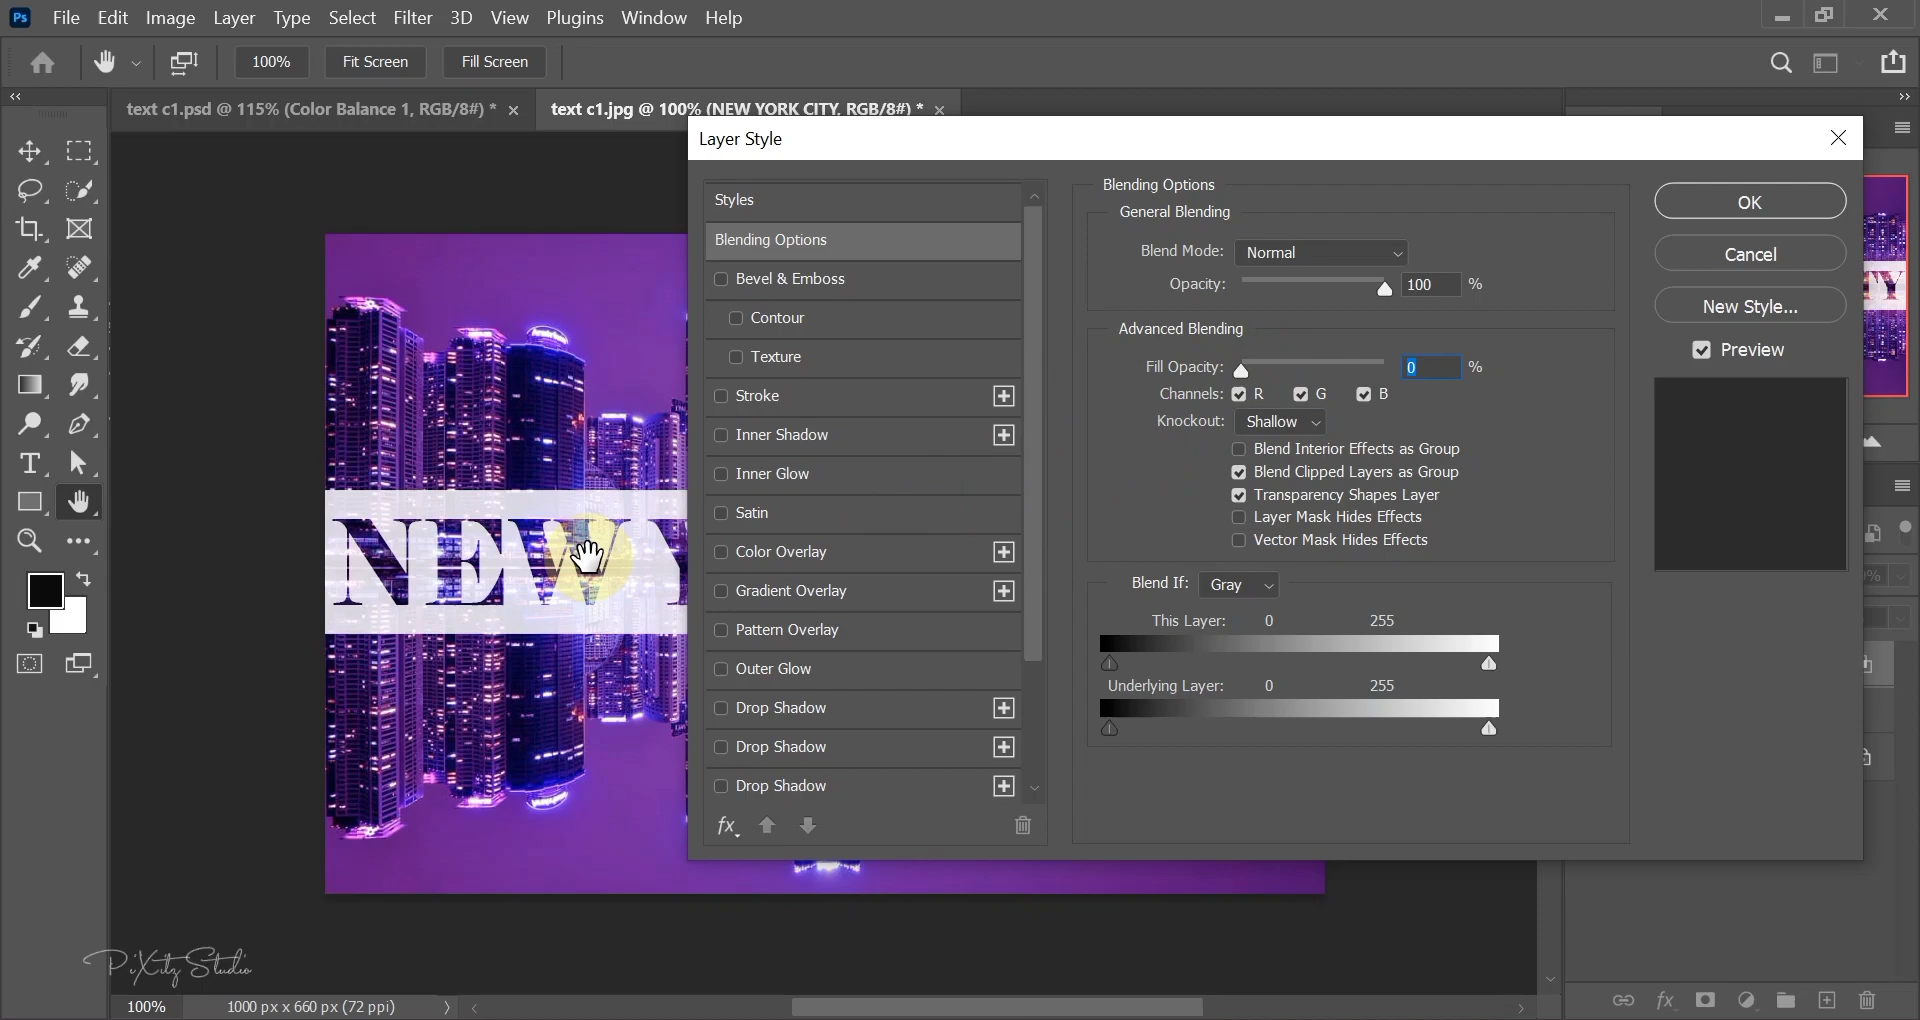 Ps File Edit Image Layer Type Select Filter 3D View Plugins Window Help
100% Fit Screen Fill Screen
text c1.psd @ 115% (Color Balance 1, RGB/8#) * text c1.jpg @ 100% (NEW YORK CITY, RGB/8#) *
Layer Style
Styles
Blending Options
Bevel & Emboss
Contour
Texture
Stroke
Inner Shadow
Inner Glow
Satin
Color Overlay
Gradient Overlay
Pattern Overlay
Outer Glow
Drop Shadow
Drop Shadow
Drop Shadow
fx
Blending Options
General Blending
Blend Mode: Normal
Opacity: 100 %
Advanced Blending
Fill Opacity: 0 %
Channels: R G B
Knockout: Shallow
Blend Interior Effects as Group
Blend Clipped Layers as Group
Transparency Shapes Layer
Layer Mask Hides Effects
Vector Mask Hides Effects
Blend If: Gray
This Layer: 0 255
Underlying Layer: 0 255
OK
Cancel
New Style...
Preview
NEW Y
PiXilz Studio
100% 1000 px x 660 px (72 ppi)
fx